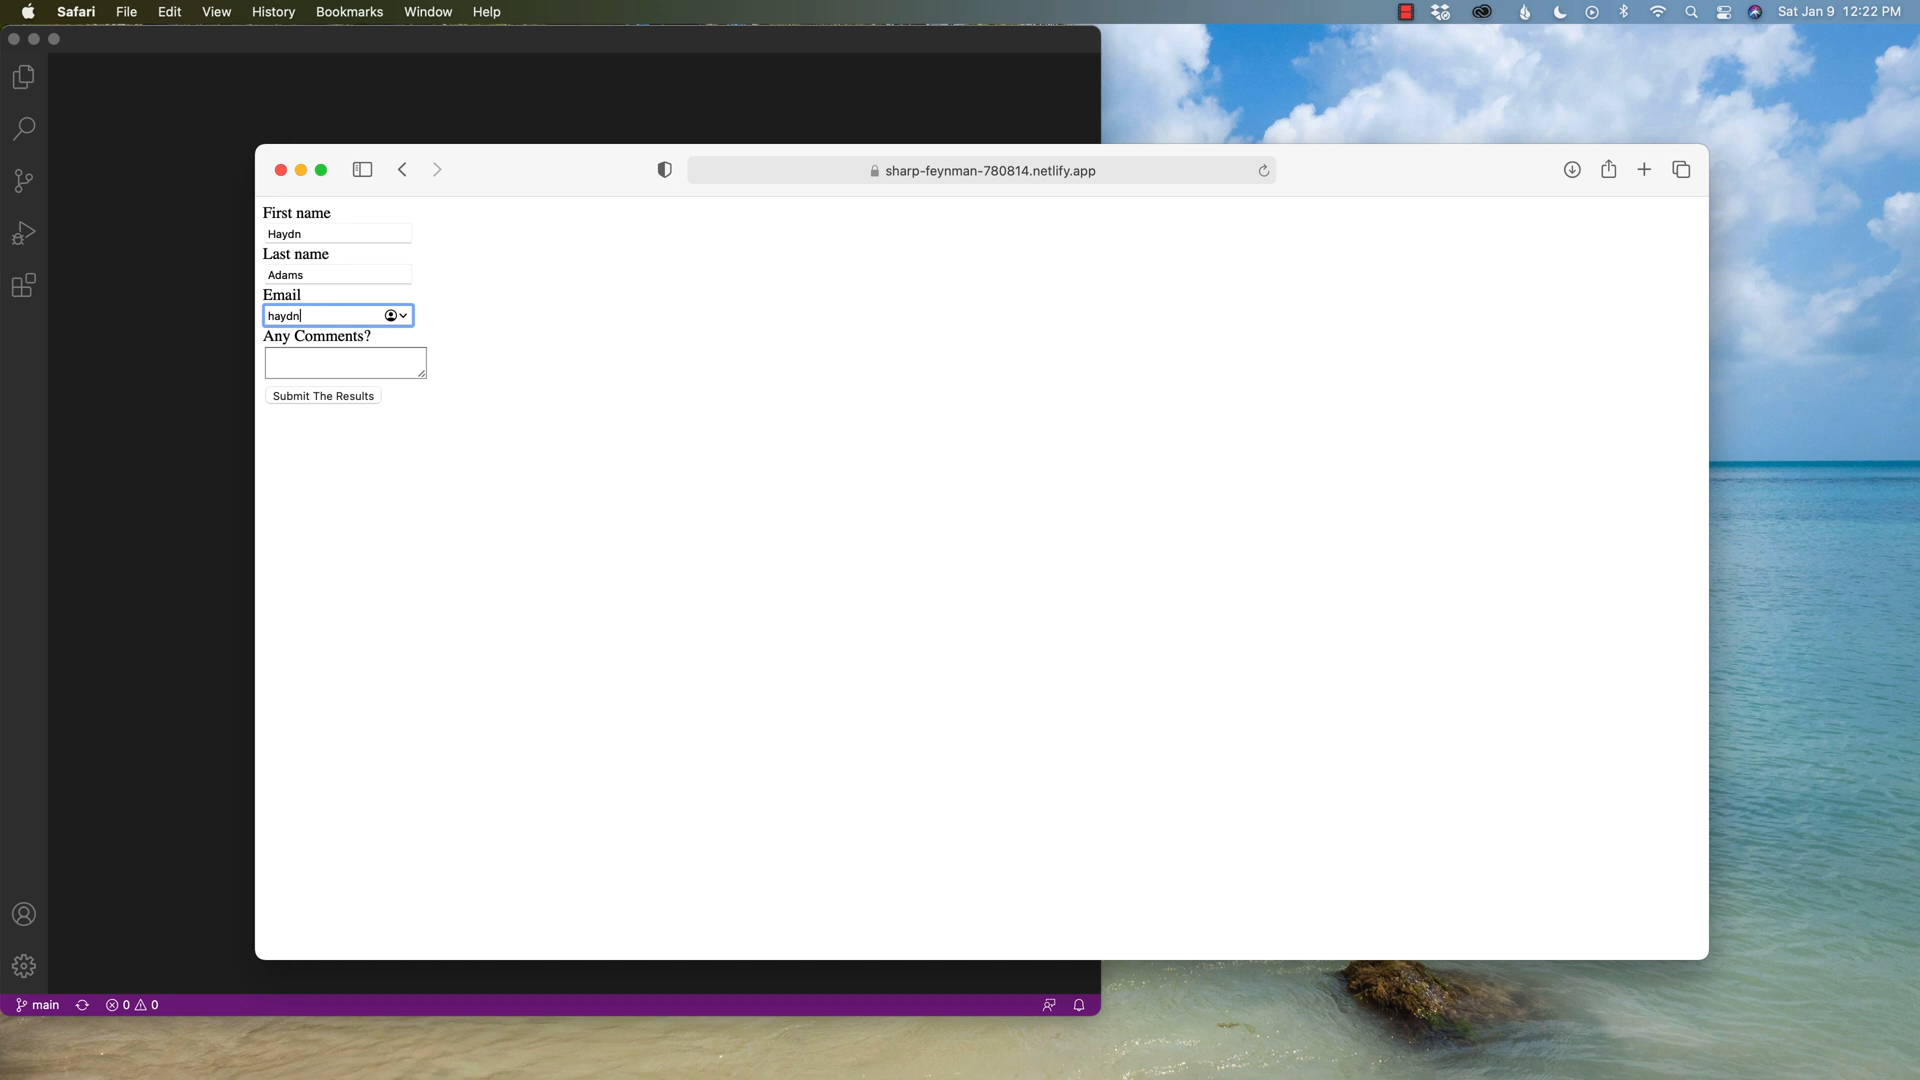 Safari File Edit View History Bookmarks Window Help Sat Jan 9 12:22 PM
sharp-feynman-780814.netlify.app
First name
Haydn
Last name
Adams
Email
haydn
Any Comments?
Submit The Results
main 0 0